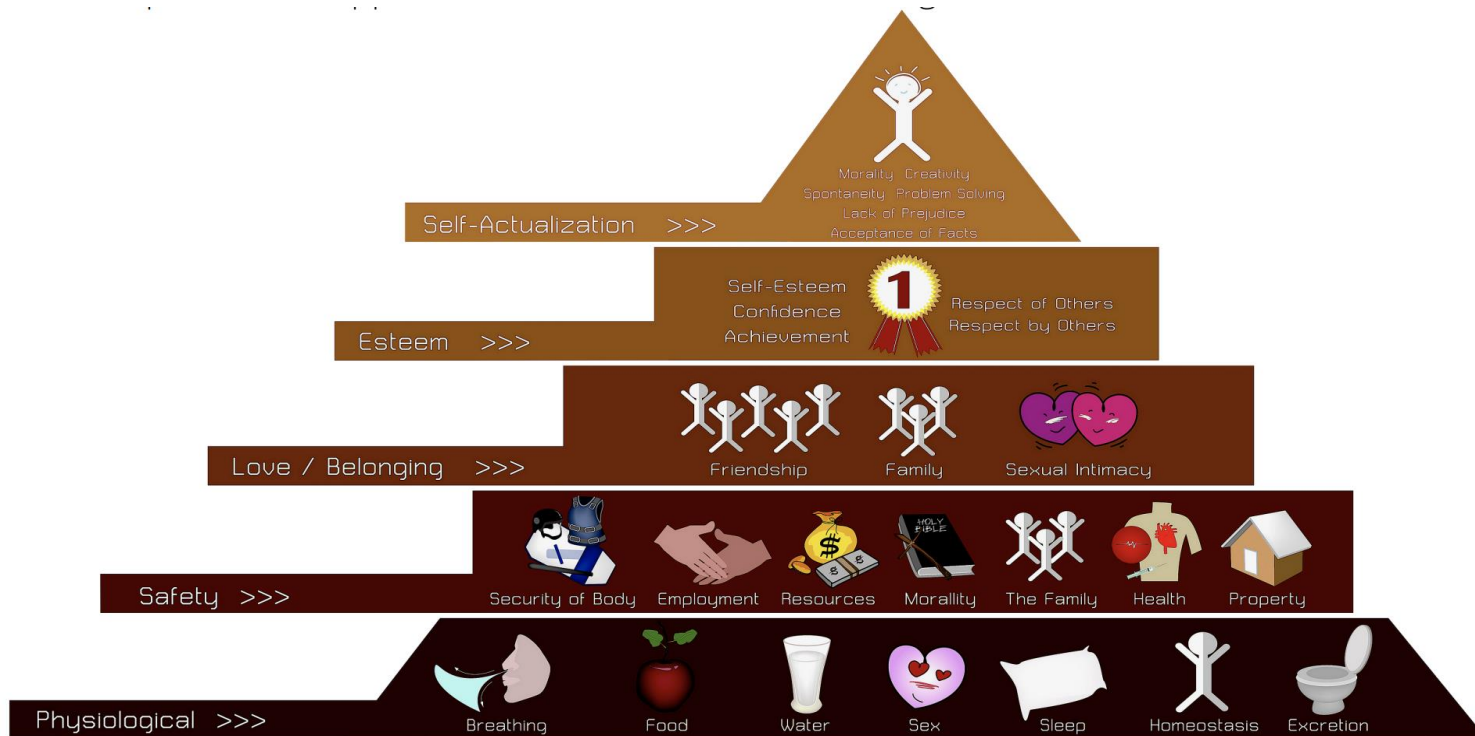 Morality Creativity
Spontaneity Problem Solving
Lack of Prejudice
Acceptance of Facts
Self-Actualization >>>
Self-Esteem
Confidence
Achievement
1
Respect of Others
Respect by Others
Esteem >>>
Friendship Family Sexual Intimacy
Love / Belonging >>>
HOLY
BIBLE
$
$ $
Security of Body Employment Resources Morallity The Family Health Property
Safety >>>
Breathing Food Water Sex Sleep Homeostasis Excretion
Physiological >>>